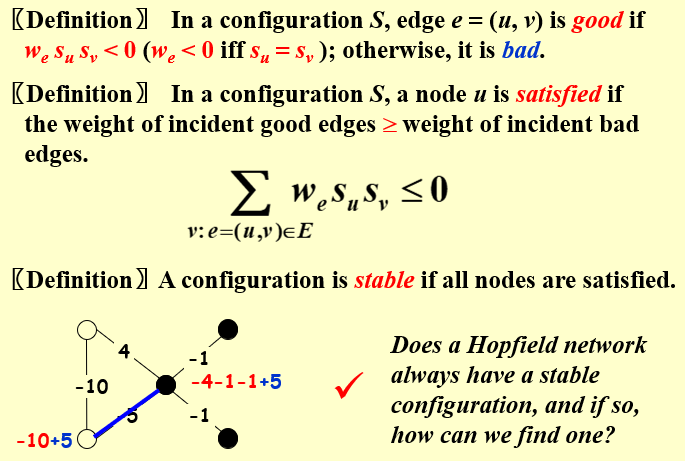 〖Definition〗 In a configuration S, edge e = (u, v) is good if
w_e s_u s_v < 0 (w_e < 0 iff s_u = s_v ); otherwise, it is bad.
〖Definition〗 In a configuration S, a node u is satisfied if
the weight of incident good edges ≥ weight of incident bad
edges.
∑ w_e s_u s_v ≤ 0
v: e=(u,v)∈E
〖Definition〗 A configuration is stable if all nodes are satisfied.
4
-1
-10
-4-1-1+5
-5
-1
-10+5
✓
Does a Hopfield network
always have a stable
configuration, and if so,
how can we find one?